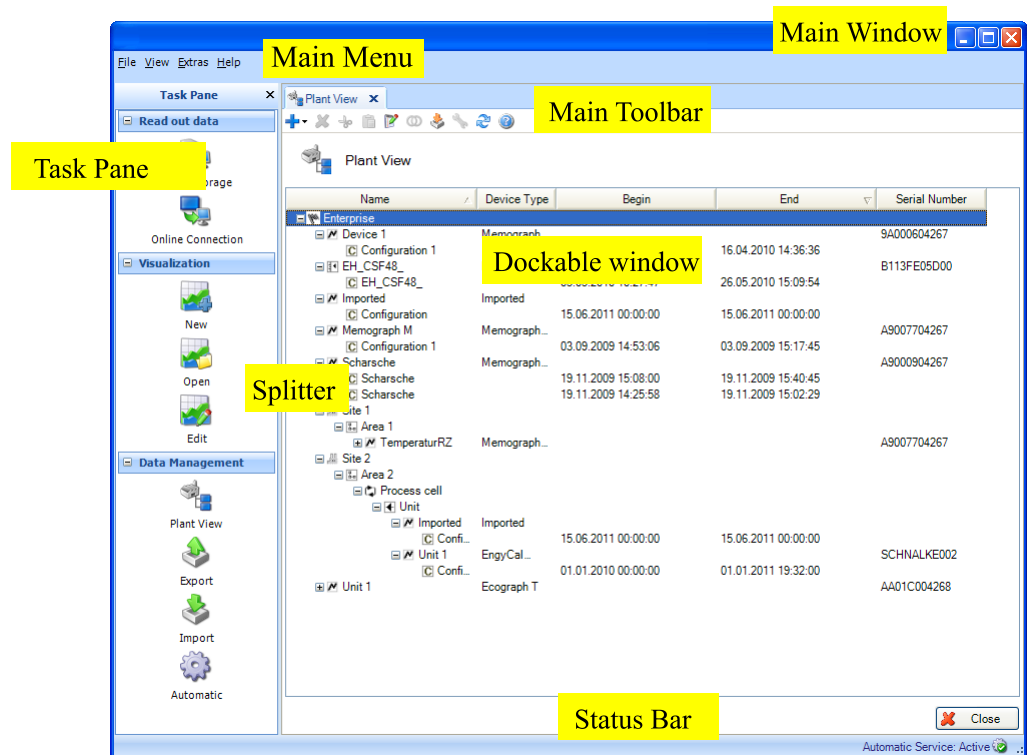 Main Window
Main Menu
File View Extras Help
Task Pane
Plant View
Main Toolbar
Read out data
Task Pane
rage
Plant View
Name Device Type Begin End Serial Number
Enterprise
Device 1 Memograph 9A000604267
Configuration 1 16.04.2010 14:36:36
Online Connection
Dockable window
EH_CSF48_ B113FE05D00
Visualization
EH_CSF48_ 26.05.2010 15:09:54
Imported Imported
Configuration 15.06.2011 00:00:00 15.06.2011 00:00:00
New
Memograph M Memograph... A9007704267
Configuration 1 03.09.2009 14:53:06 03.09.2009 15:17:45
Scharsche Memograph... A9000904267
Open
Splitter
Scharsche 19.11.2009 15:08:00 19.11.2009 15:40:45
Scharsche 19.11.2009 14:25:58 19.11.2009 15:02:29
Site 1
Area 1
Edit
TemperaturRZ Memograph... A9007704267
Data Management
Site 2
Area 2
Process cell
Unit
Plant View
Imported Imported
Confi... 15.06.2011 00:00:00 15.06.2011 00:00:00
Unit 1 EngyCal... SCHNALKE002
Confi... 01.01.2010 00:00:00 01.01.2011 19:32:00
Export
Unit 1 Ecograph T AA01C004268
Import
Automatic
Status Bar
Close
Automatic Service: Active